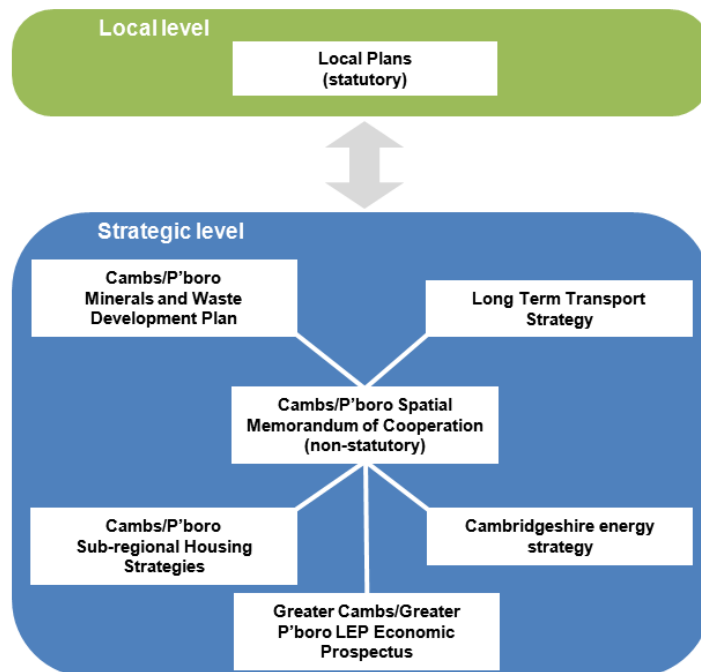 Local level
Local Plans
(statutory)
Strategic level
Cambs/P'boro
Minerals and Waste
Development Plan
Long Term Transport
Strategy
Cambs/P'boro Spatial
Memorandum of Cooperation
(non-statutory)
Cambs/P'boro
Sub-regional Housing
Strategies
Cambridgeshire energy
strategy
Greater Cambs/Greater
P'boro LEP Economic
Prospectus